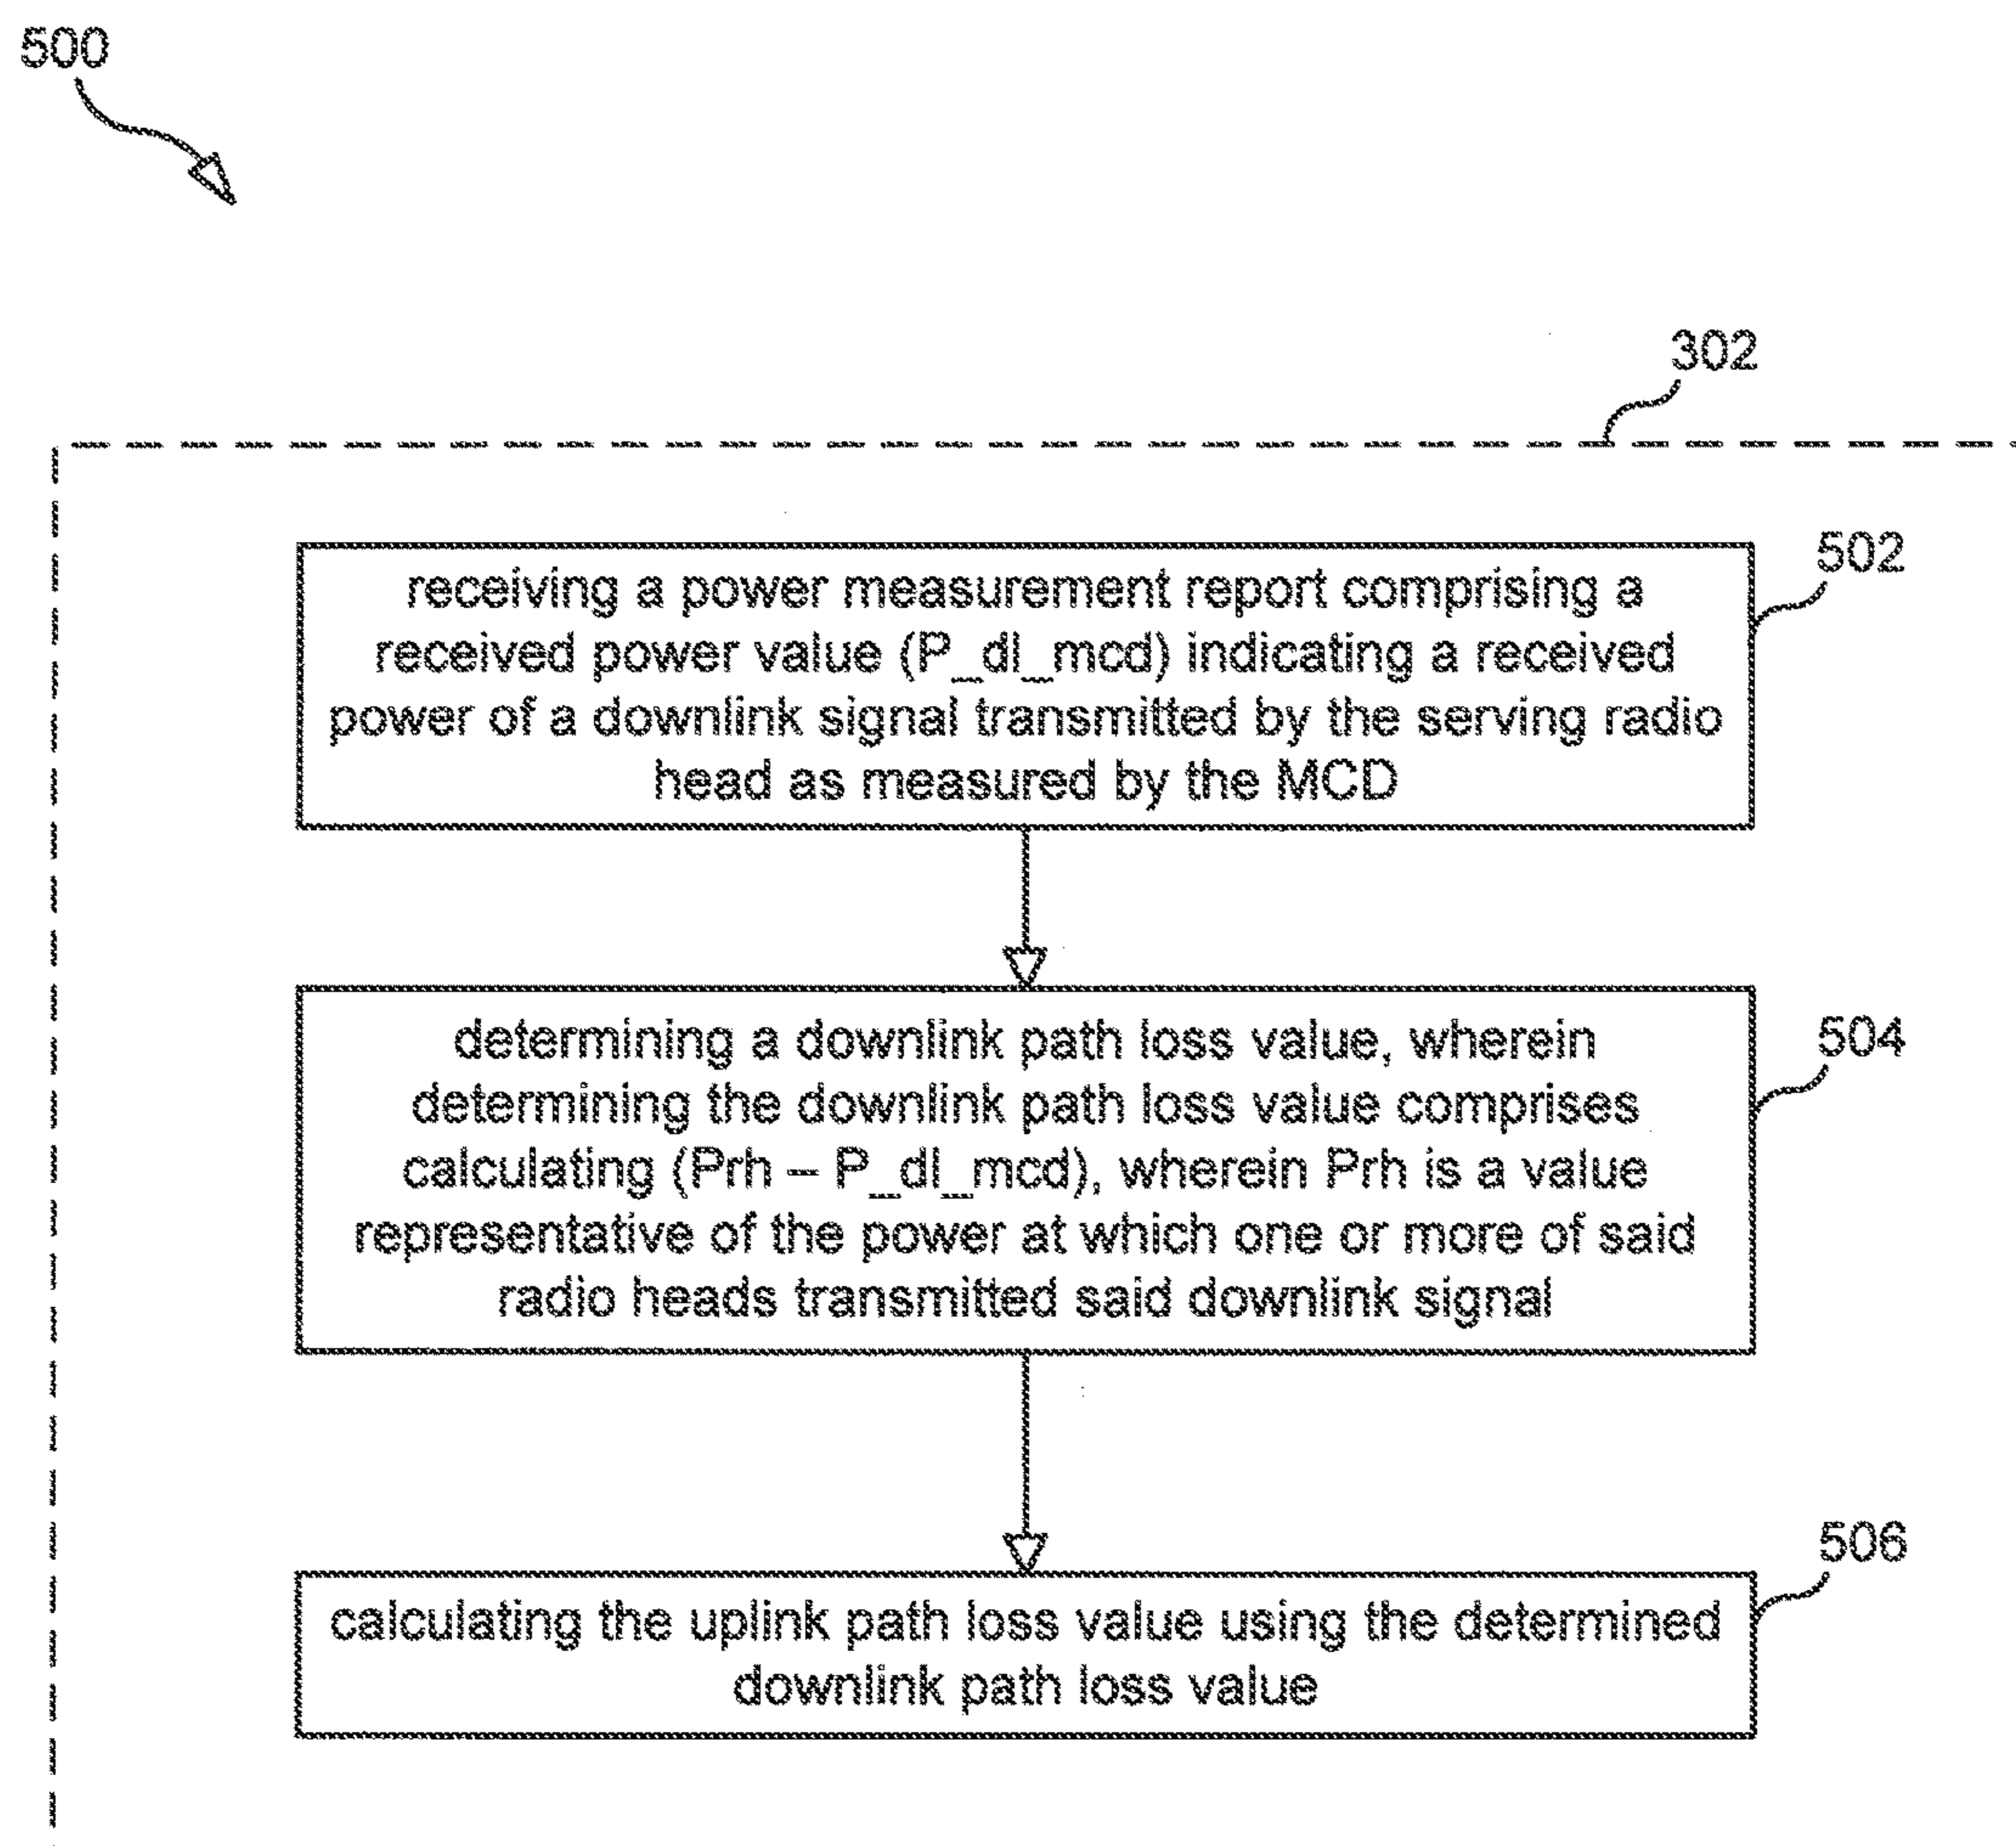 500
302
502
receiving a power measurement report comprising a
received power value (P_dl_mcd) indicating a received
power of a downlink signal transmitted by the serving radio
head as measured by the MCD
504
determining a downlink path loss value, wherein
determining the downlink path loss value comprises
calculating (Prh – P_dl_mcd), wherein Prh is a value
representative of the power at which one or more of said
radio heads transmitted said downlink signal
506
calculating the uplink path loss value using the determined
downlink path loss value